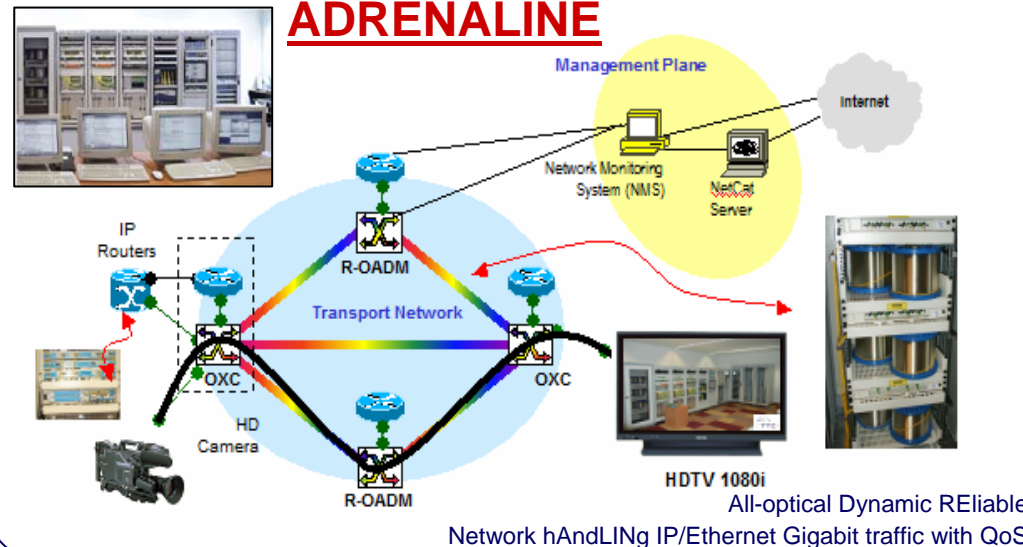 ADRENALINE
Management Plane
Internet
Network Monitoring
System (NMS)
NetCat
Server
IP
Routers
R-OADM
Transport Network
OXC
OXC
HD
Camera
R-OADM
HDTV 1080i
All-optical Dynamic REliable
Network hAndLINg IP/Ethernet Gigabit traffic with QoS